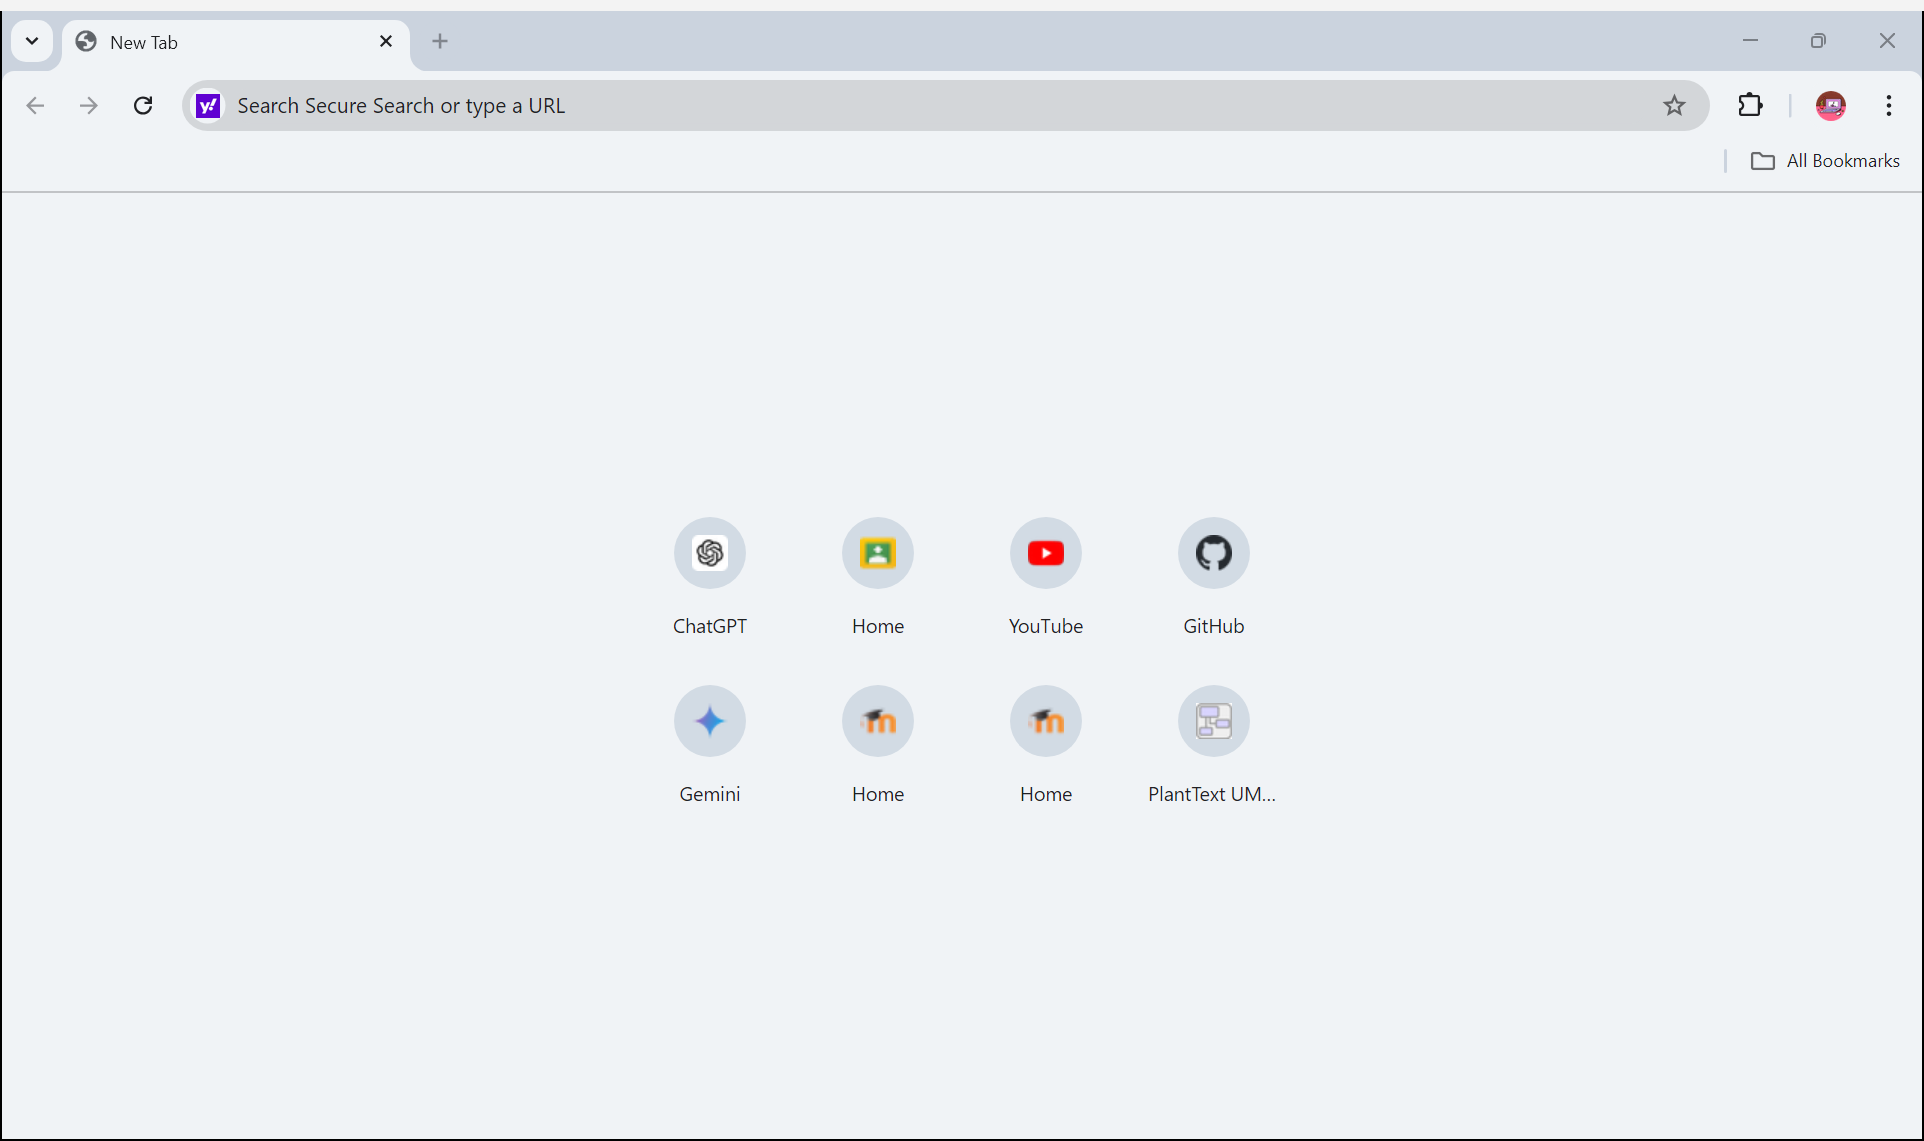 New Tab
y! Search Secure Search or type a URL
All Bookmarks
ChatGPT Home YouTube GitHub
Gemini Home Home PlantText UM...